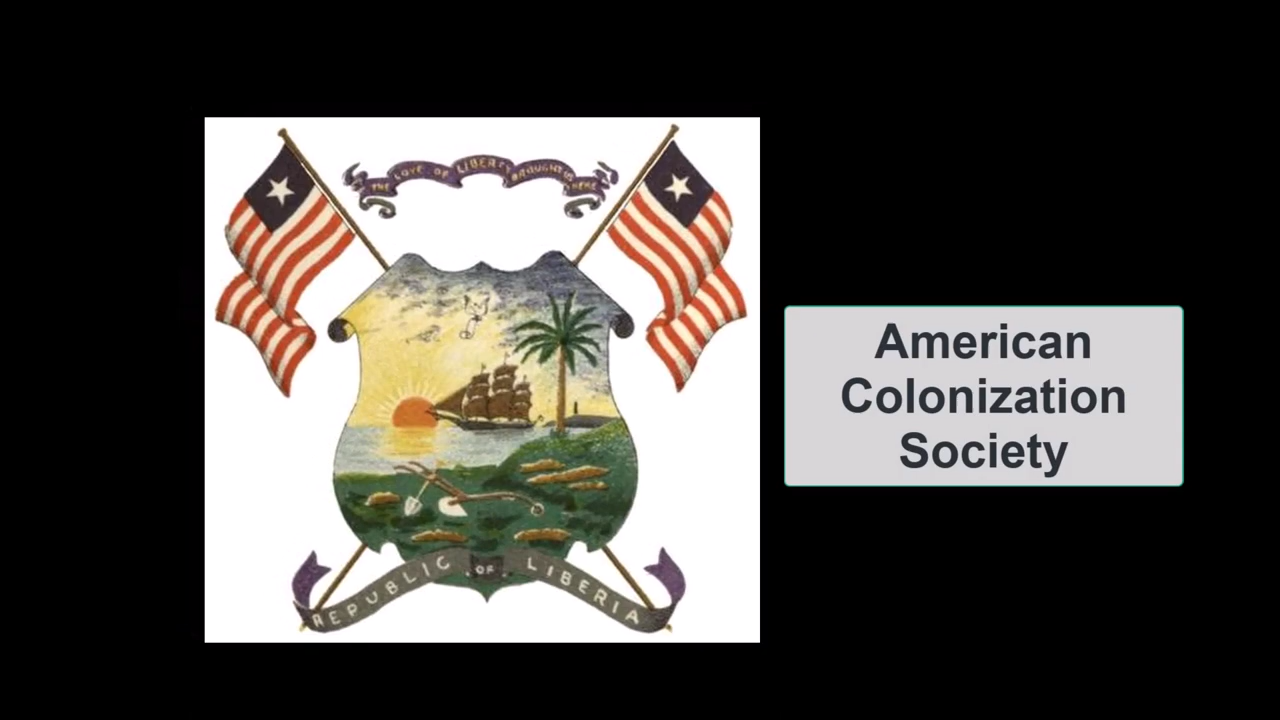 THE LOVE OF LIBERTY BROUGHT US HERE
American
Colonization
Society
REPUBLIC OF LIBERIA